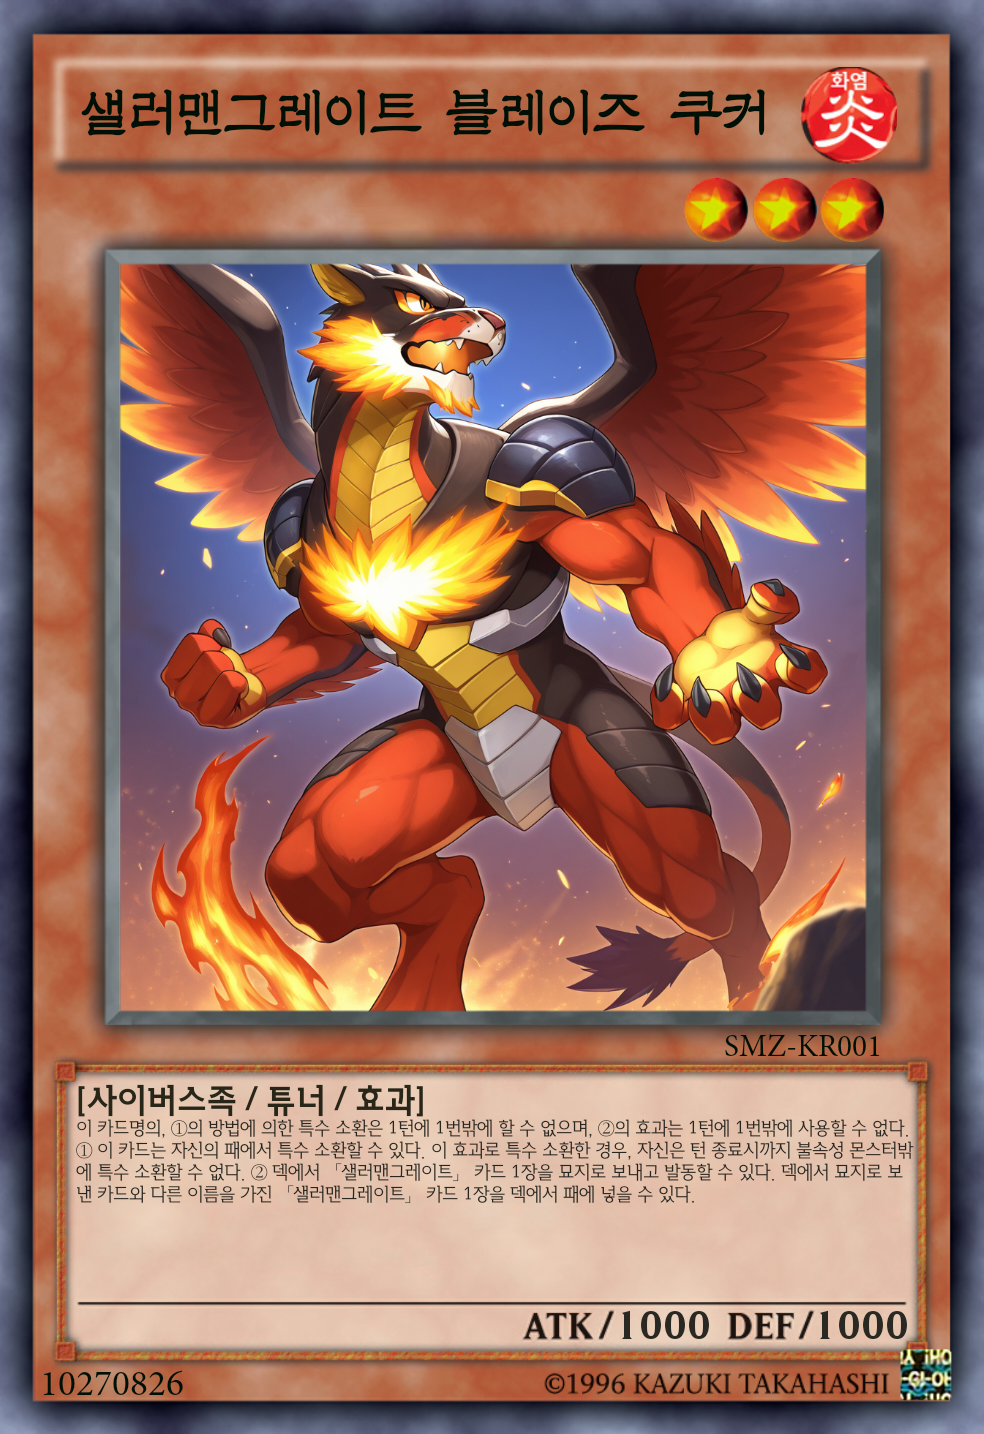 샐러맨그레이트 블레이즈 쿠커
화염
炎
SMZ-KR001
[사이버스족 / 튜너 / 효과]
이 카드명의, ①의 방법에 의한 특수 소환은 1턴에 1번밖에 할 수 없으며, ②의 효과는 1턴에 1번밖에 사용할 수 없다.
① 이 카드는 자신의 패에서 특수 소환할 수 있다. 이 효과로 특수 소환한 경우, 자신은 턴 종료시까지 불속성 몬스터밖
에 특수 소환할 수 없다. ② 덱에서 「샐러맨그레이트」 카드 1장을 묘지로 보내고 발동할 수 있다. 덱에서 묘지로 보
낸 카드와 다른 이름을 가진 「샐러맨그레이트」 카드 1장을 덱에서 패에 넣을 수 있다.
ATK/1000 DEF/1000
10270826 ©1996 KAZUKI TAKAHASHI